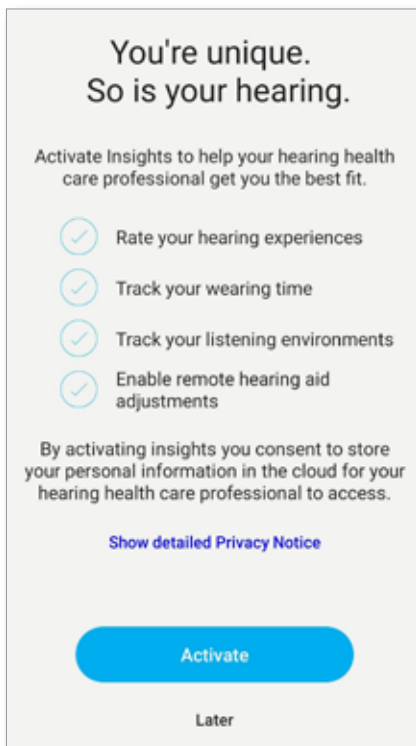 You're unique.
So is your hearing.
Activate Insights to help your hearing health
care professional get you the best fit.
Rate your hearing experiences
Track your wearing time
Track your listening environments
Enable remote hearing aid
adjustments
By activating insights you consent to store
your personal information in the cloud for your
hearing health care professional to access.
Show detailed Privacy Notice
Activate
Later